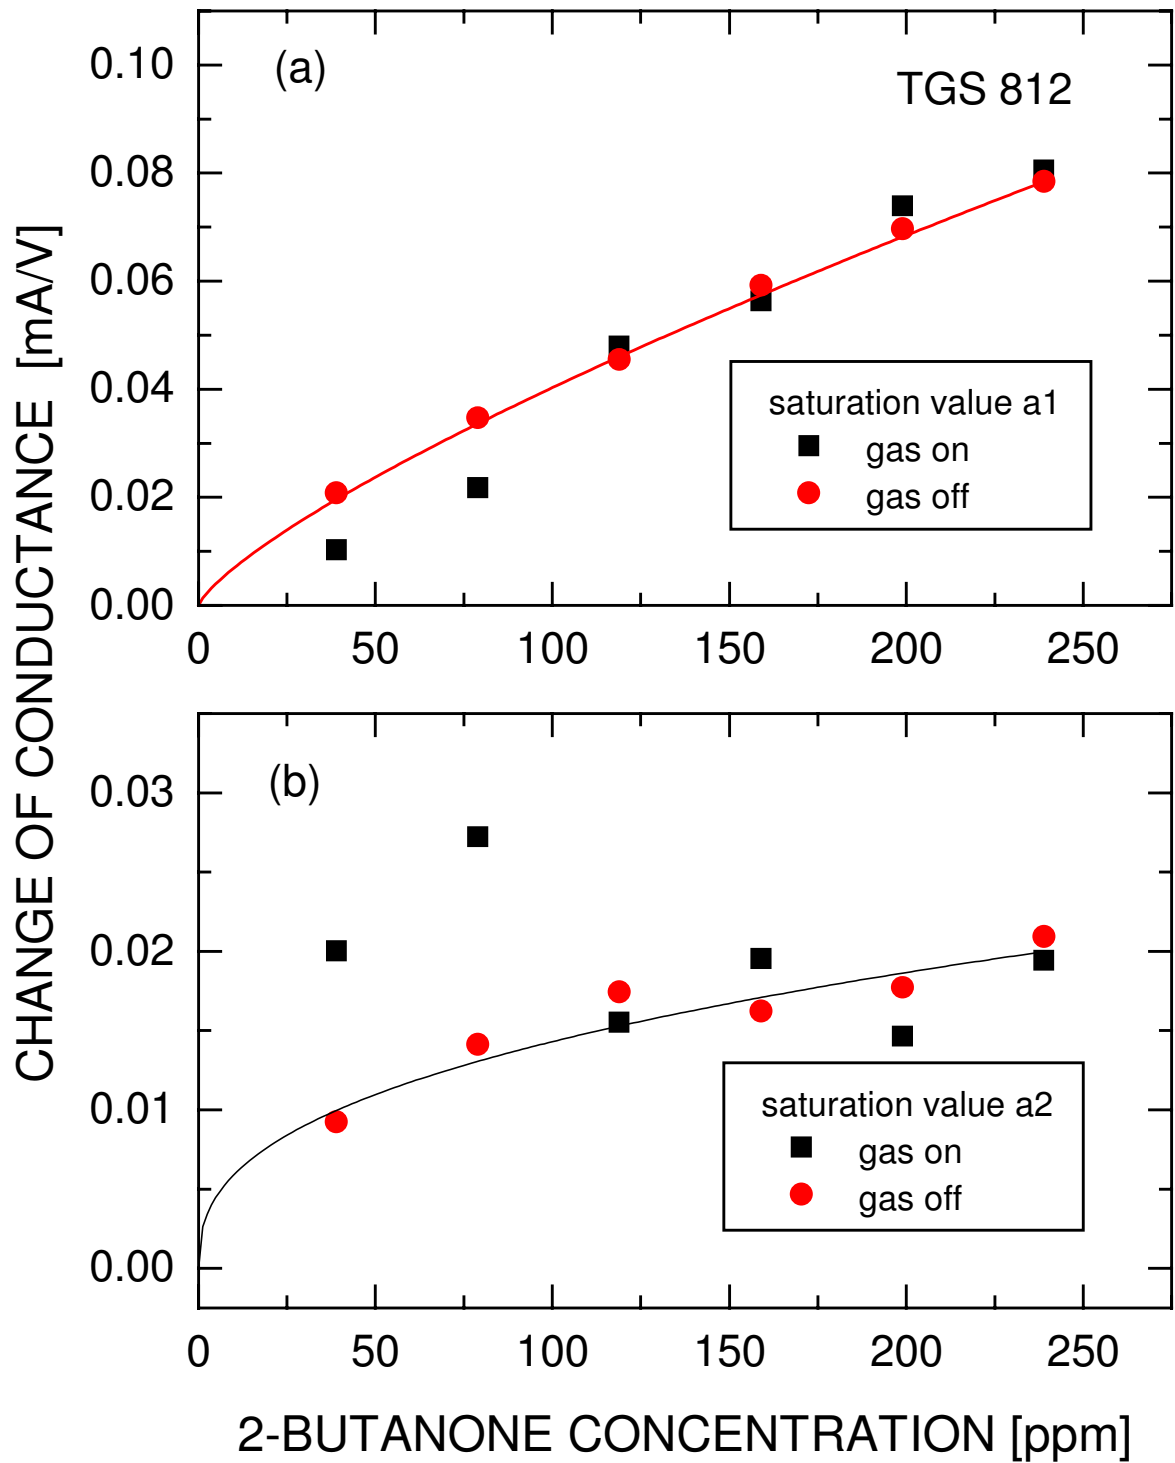 CHANGE OF CONDUCTANCE [mA/V]
(a)
TGS 812
0.10
0.08
0.06
0.04
0.02
0.00
saturation value a1
gas on
gas off
0 50 100 150 200 250
(b)
0.03
0.02
0.01
0.00
saturation value a2
gas on
gas off
0 50 100 150 200 250
2-BUTANONE CONCENTRATION [ppm]